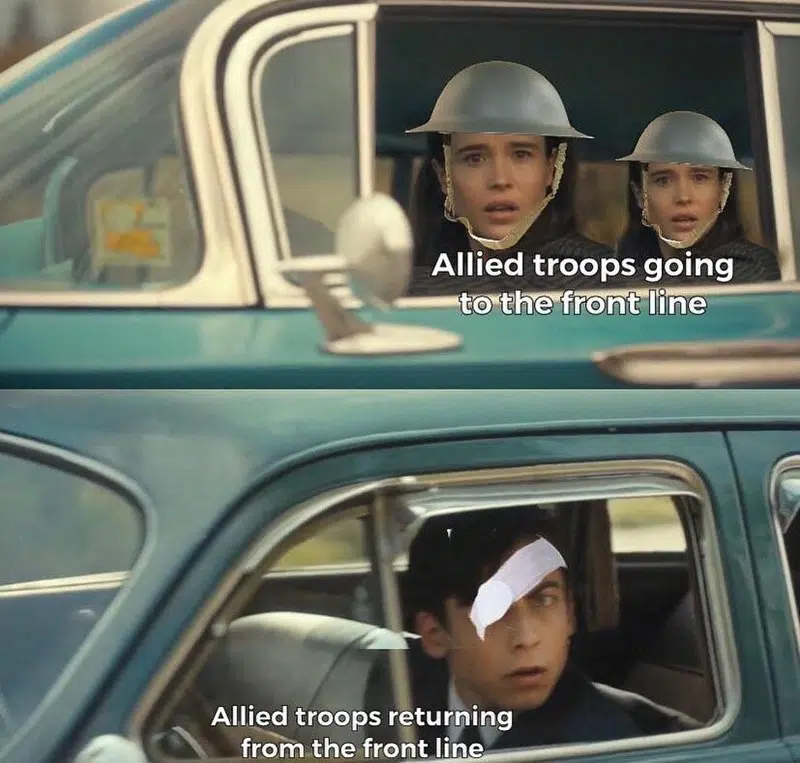 Allied troops going
to the front line
Allied troops returning
from the front line